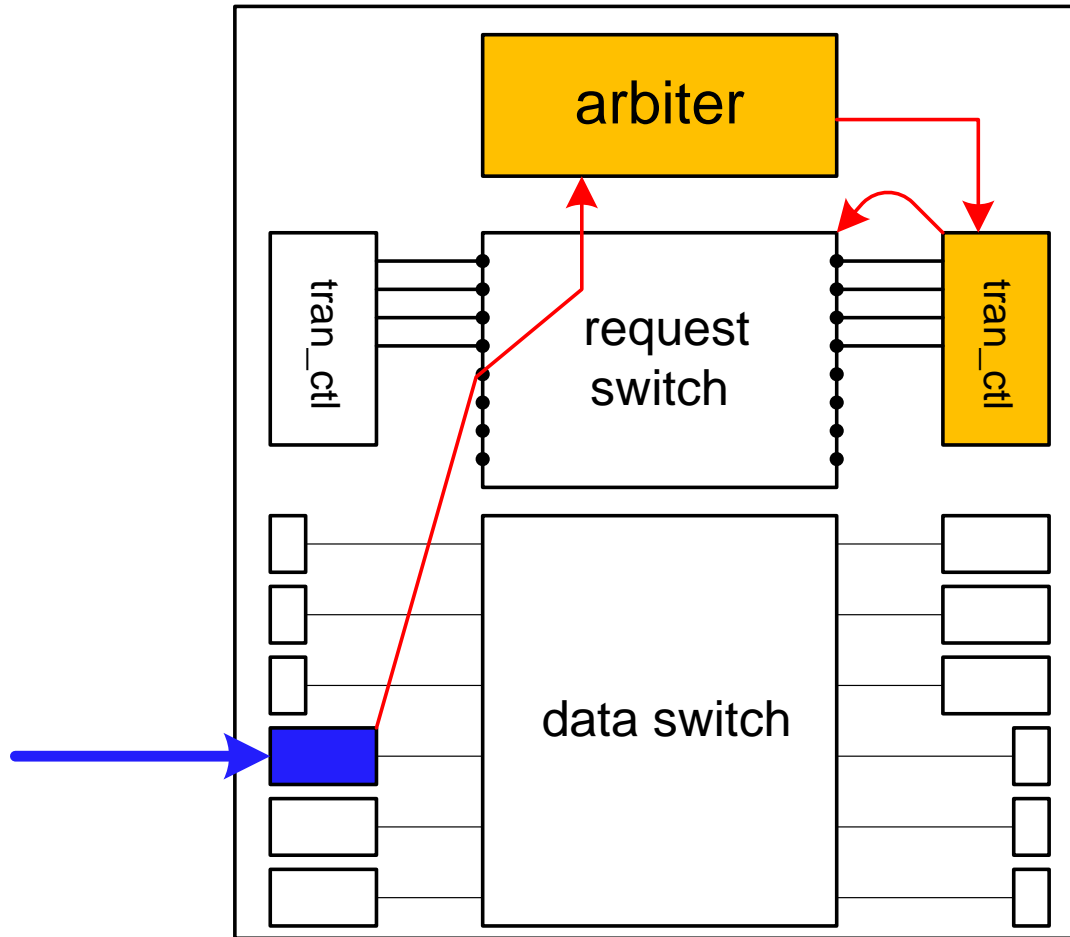 arbiter
tran_ctl
request
switch
tran_ctl
data switch